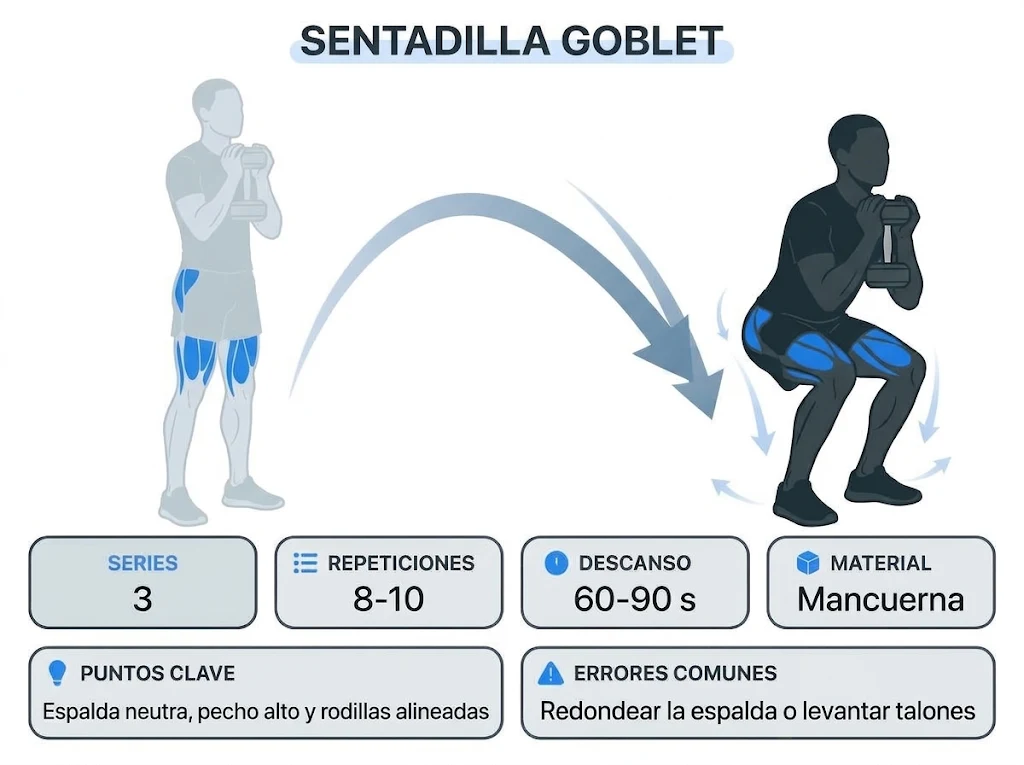 SENTADILLA GOBLET
SERIES
3
REPETICIONES
8-10
DESCANSO
60-90 s
MATERIAL
Mancuerna
PUNTOS CLAVE
Espalda neutra, pecho alto y rodillas alineadas
ERRORES COMUNES
Redondear la espalda o levantar talones